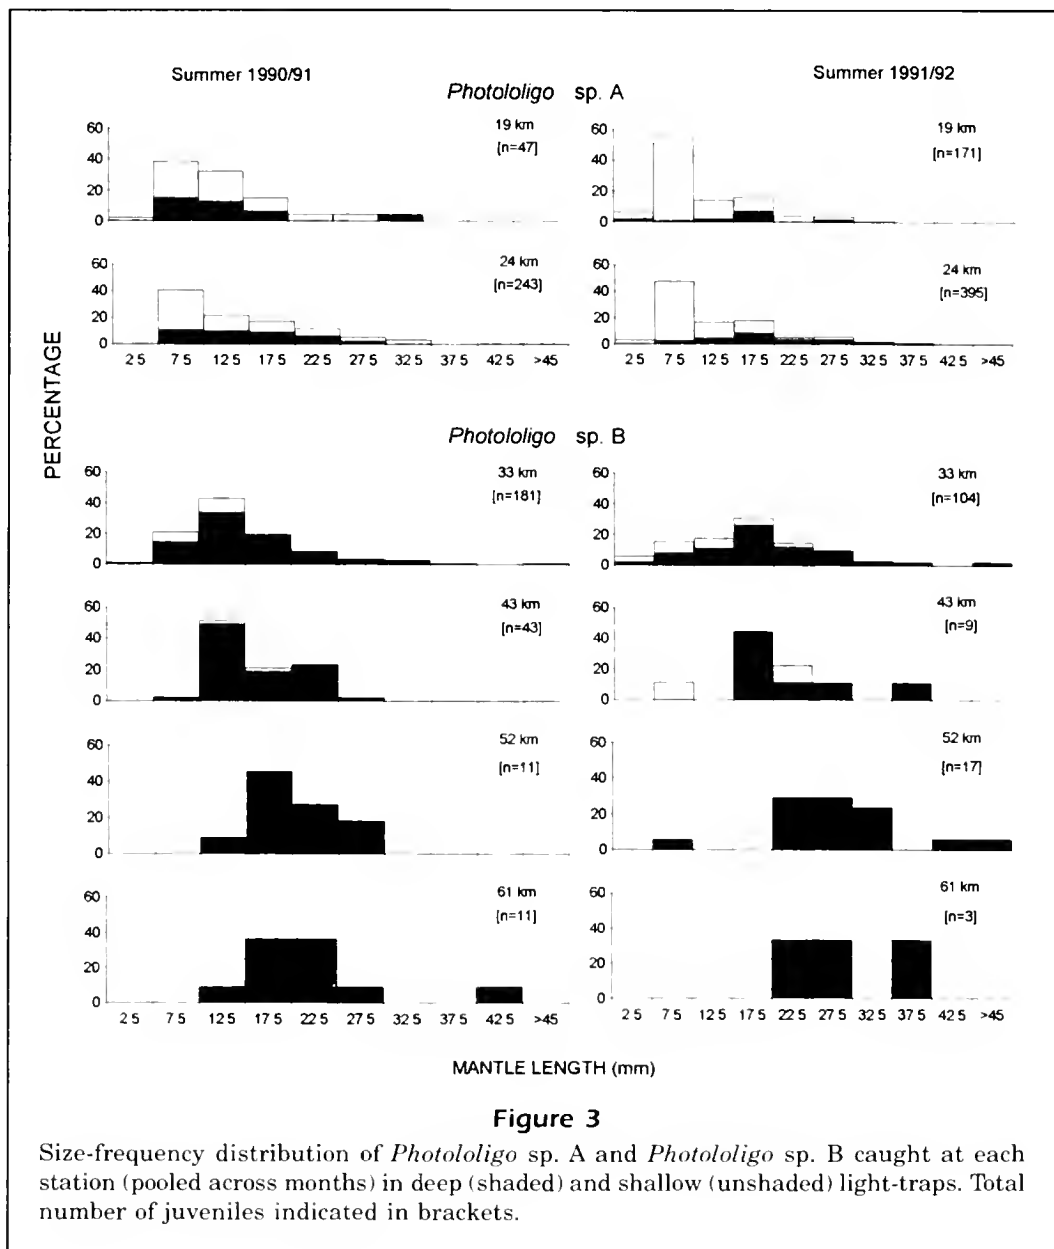 Summer 1990/91
Summer 1991/92
Photololigo sp. A
60
40
20
0
19 km
[n=47]
60
40
20
0
19 km
[n=171]
60
40
20
0
24 km
[n=243]
60
40
20
0
24 km
[n=395]
2 5 7 5 12 5 17 5 22 5 27 5 32 5 37 5 42 5 >45
2 5 7 5 12 5 17 5 22 5 27 5 32 5 37 5 42 5 >45
PERCENTAGE
Photololigo sp. B
60
40
20
0
33 km
[n=181]
60
40
20
0
33 km
[n=104]
60
40
20
0
43 km
[n=43]
60
40
20
0
43 km
[n=9]
60
40
20
0
52 km
[n=11]
60
40
20
0
52 km
[n=17]
60
40
20
0
61 km
[n=11]
60
40
20
0
61 km
[n=3]
2 5 7 5 12 5 17 5 22 5 27 5 32 5 37 5 42 5 >45
2 5 7 5 12 5 17 5 22 5 27 5 32 5 37 5 42 5 >45
MANTLE LENGTH (mm)
Figure 3
Size-frequency distribution of Photololigo sp. A and Photololigo sp. B caught at each
station (pooled across months) in deep (shaded) and shallow (unshaded) light-traps. Total
number of juveniles indicated in brackets.